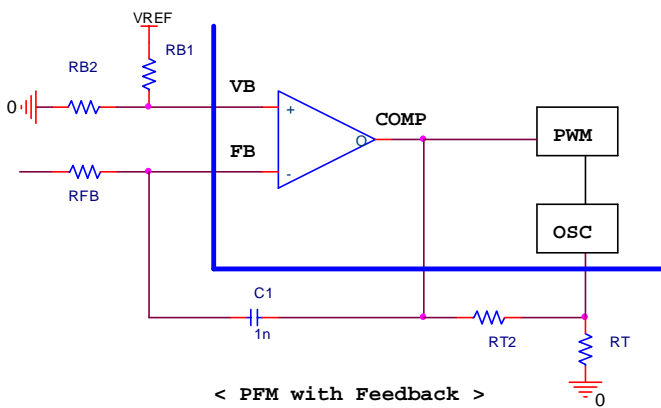 VREF
RB1
RB2
0
VB
+
COMP
O
PWM
FB
-
RFB
OSC
C1
1n
RT2
RT
0
< PFM with Feedback >